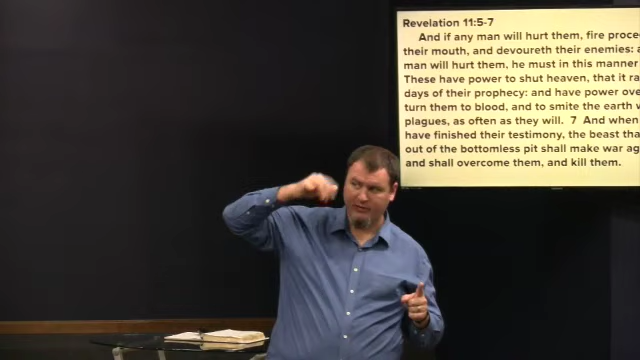 Revelation 11:5-7
And if any man will hurt them, fire proce
their mouth, and devoureth their enemies: a
man will hurt them, he must in this manner
These have power to shut heaven, that it ra
days of their prophecy: and have power ove
turn them to blood, and to smite the earth w
plagues, as often as they will. 7 And when
have finished their testimony, the beast tha
out of the bottomless pit shall make war ag
and shall overcome them, and kill them.